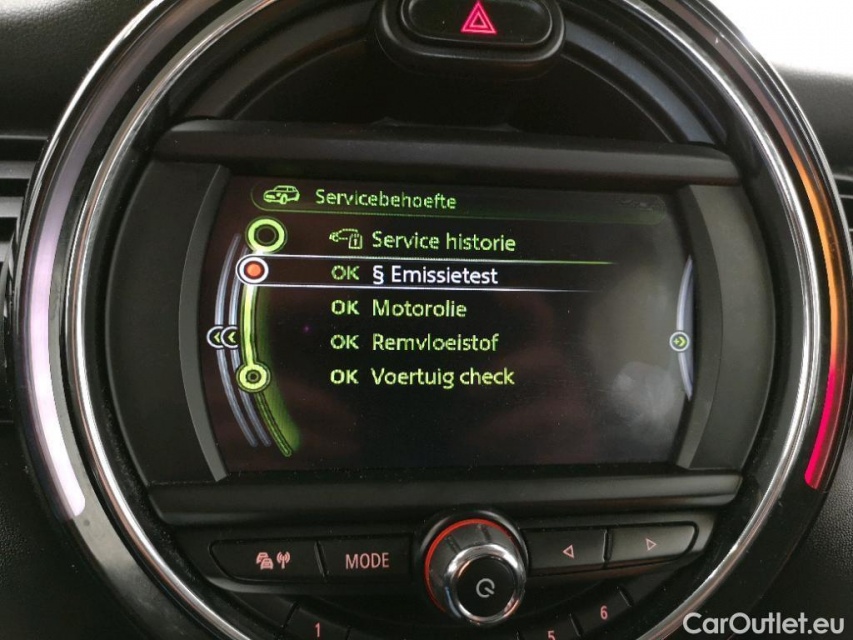 Servicebehoefte
Service historie
OK § Emissietest
OK Motorolie
OK Remvloeistof
OK Voertuig check
MODE
1
5
6
CarOutlet.eu